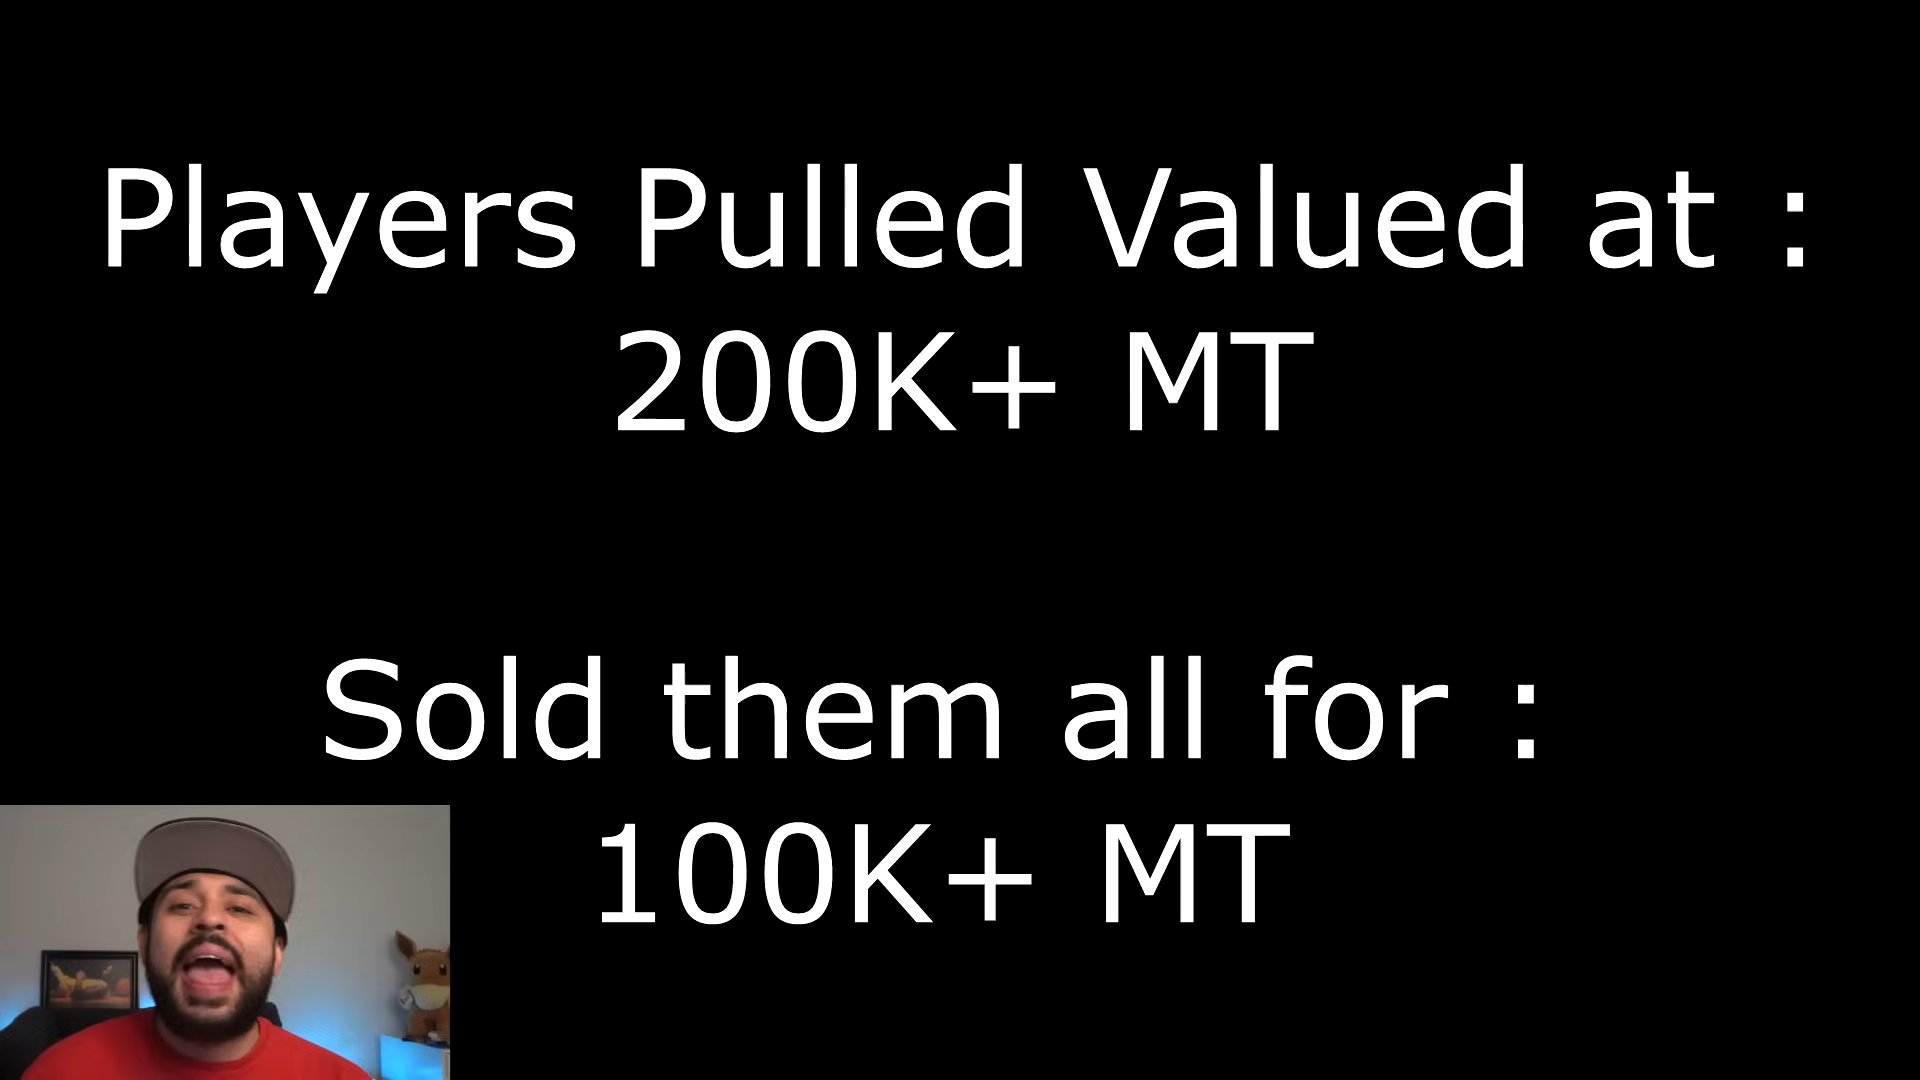 Players Pulled Valued at :
200K+ MT
Sold them all for :
100K+ MT